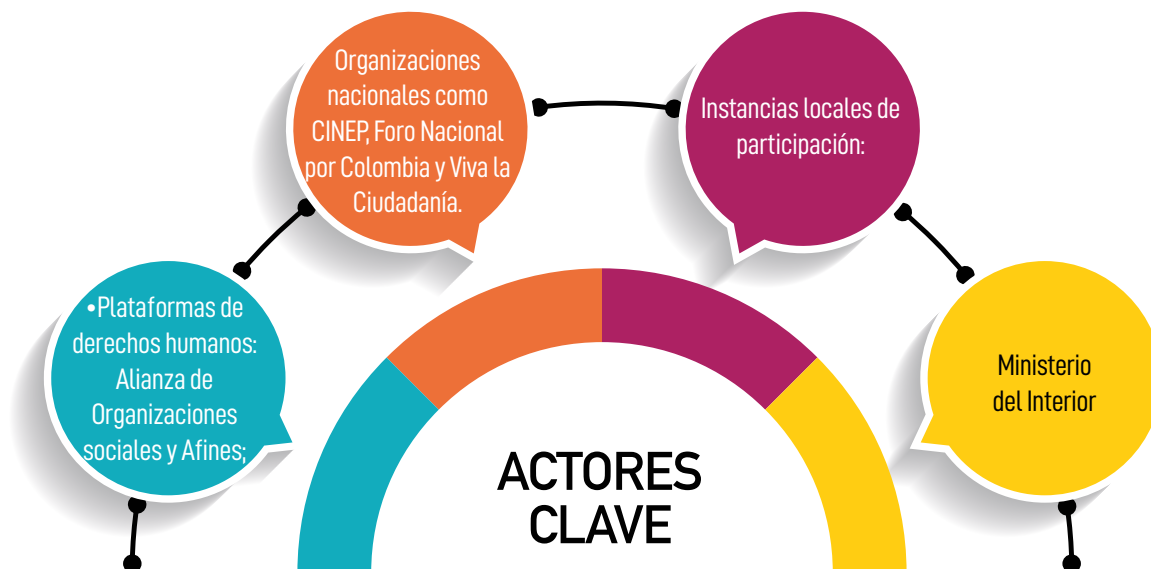 Organizaciones
nacionales como
CINEP, Foro Nacional
por Colombia y Viva la
Ciudadanía.
Instancias locales de
participación:
•Plataformas de
derechos humanos:
Alianza de
Organizaciones
sociales y Afines;
Ministerio
del Interior
ACTORES
CLAVE